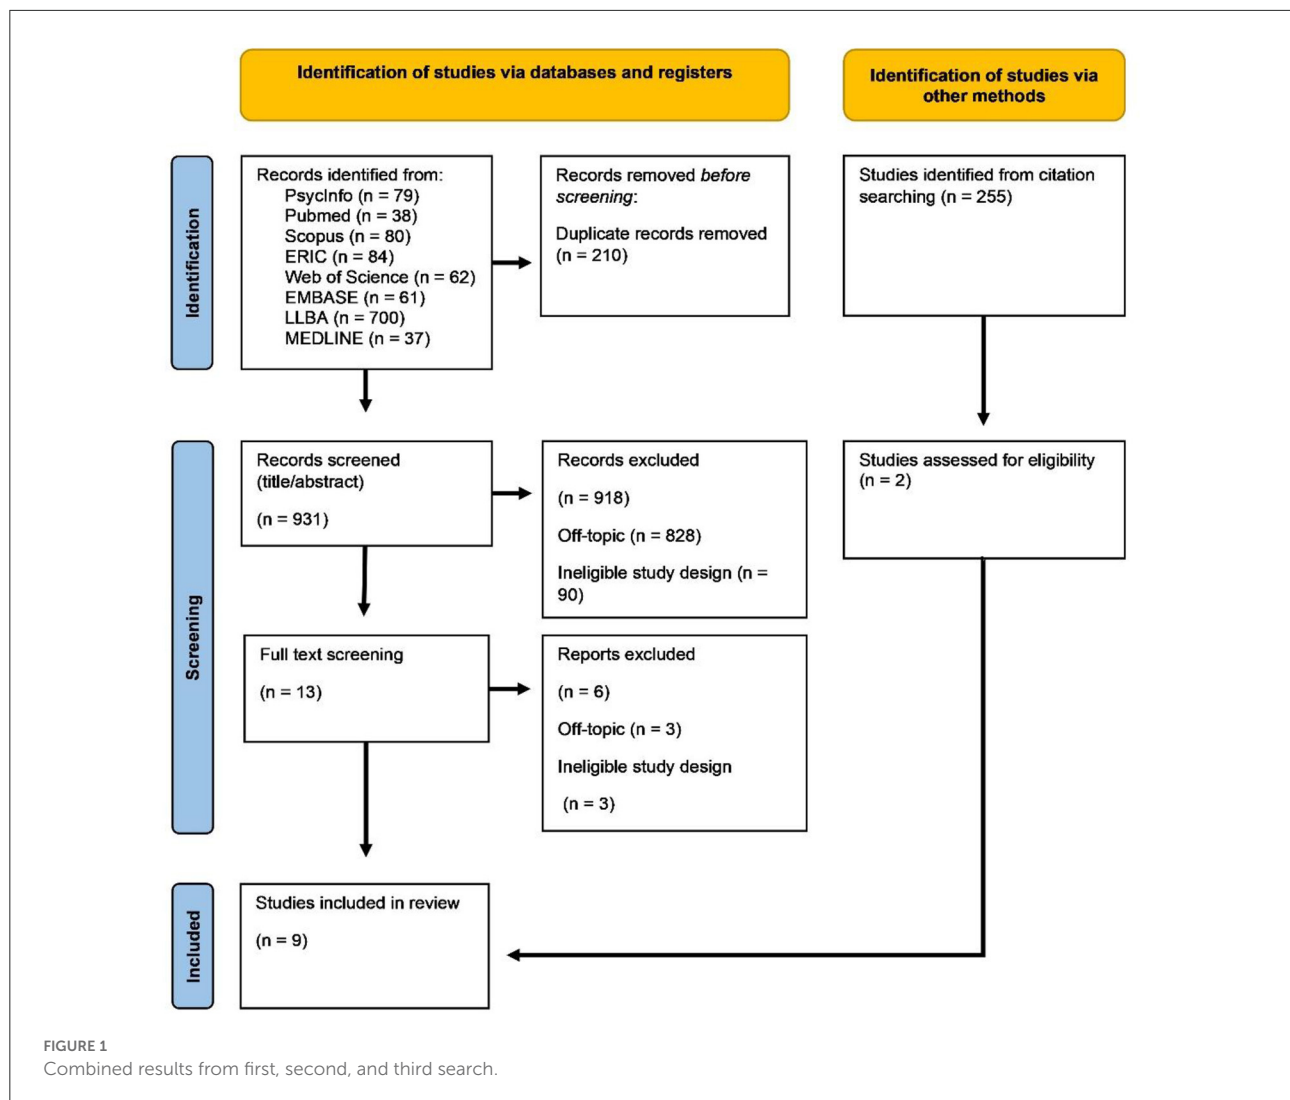 Identification of studies via databases and registers
Identification of studies via
other methods
Identification
Records identified from:
PsycInfo (n = 79)
Pubmed (n = 38)
Scopus (n = 80)
ERIC (n = 84)
Web of Science (n = 62)
EMBASE (n = 61)
LLBA (n = 700)
MEDLINE (n = 37)
Records removed before
screening:
Duplicate records removed
(n = 210)
Studies identified from citation
searching (n = 255)
Screening
Records screened
(title/abstract)
(n = 931)
Records excluded
(n = 918)
Off-topic (n = 828)
Ineligible study design (n =
90)
Studies assessed for eligibility
(n = 2)
Full text screening
(n = 13)
Reports excluded
(n = 6)
Off-topic (n = 3)
Ineligible study design
(n = 3)
Included
Studies included in review
(n = 9)
FIGURE 1
Combined results from first, second, and third search.